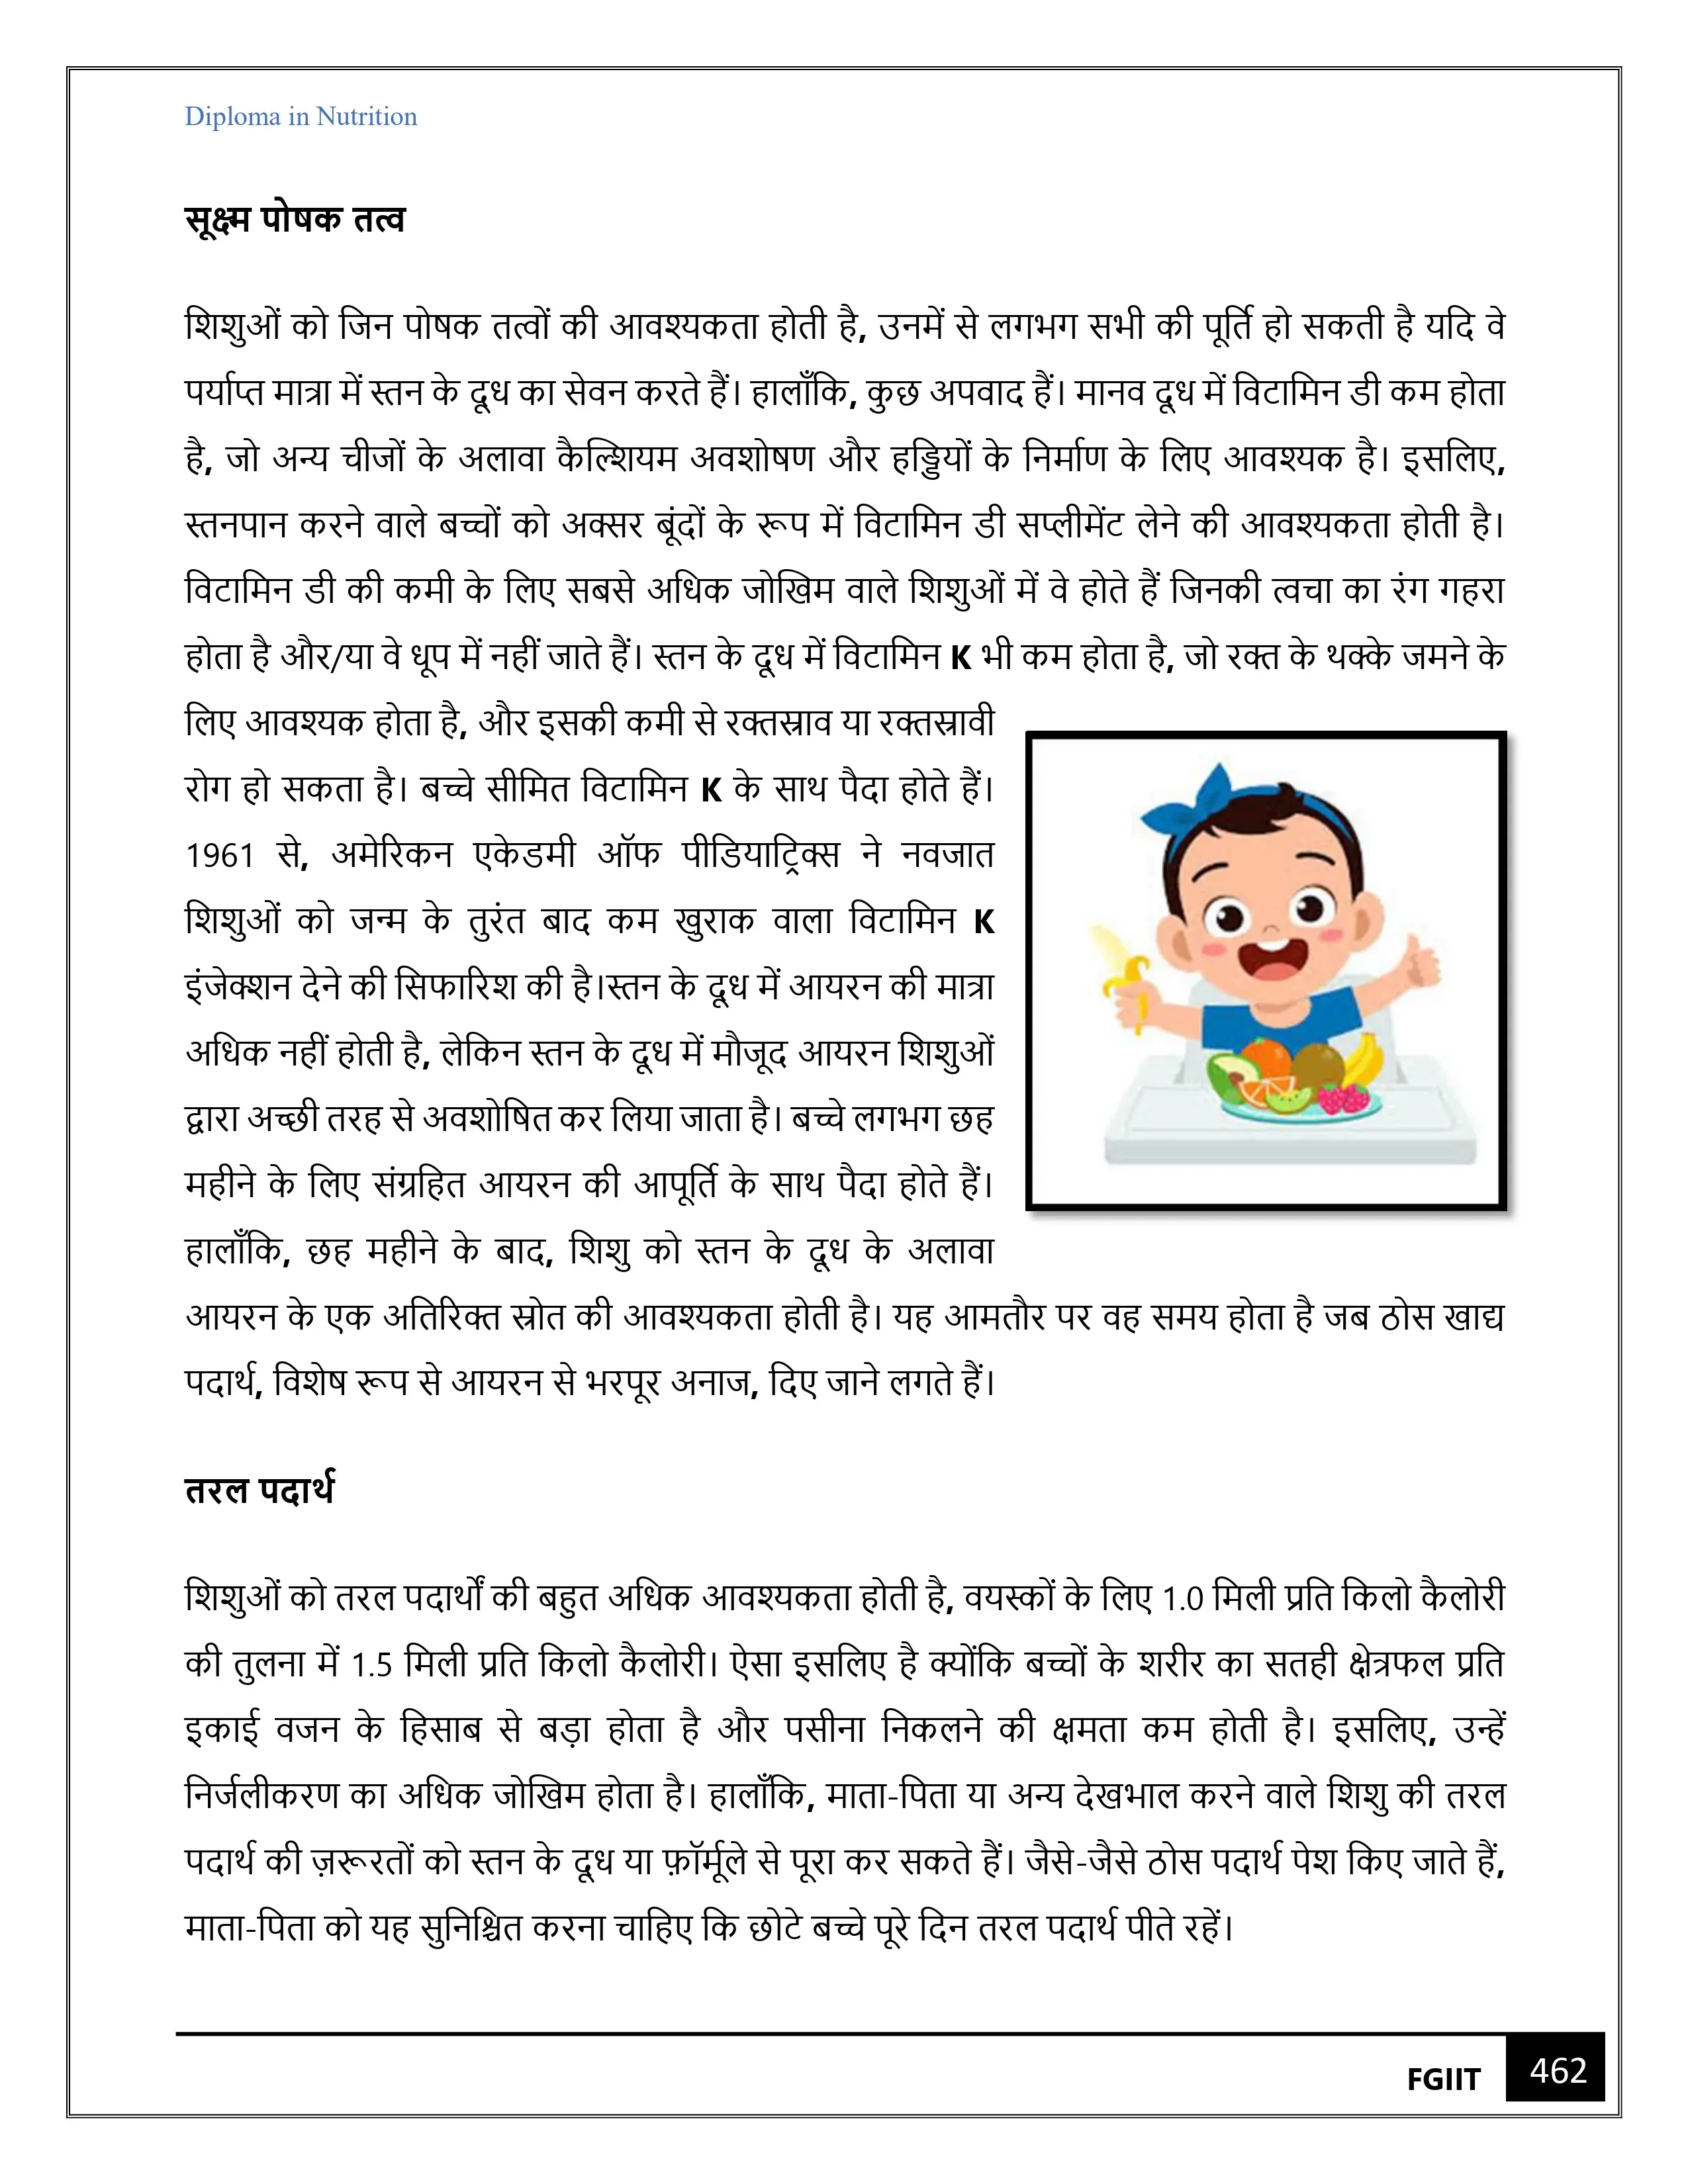 Diploma in Nutrition
सूक्ष्म पोषक तत्व
शिशुओं को जिन पोषक तत्वों की आवश्यकता होती है, उनमें से लगभग सभी की पूर्ति हो सकती है यदि वे
पर्याप्त मात्रा में स्तन के दूध का सेवन करते हैं। हालाँकि, कुछ अपवाद हैं। मानव दूध में विटामिन डी कम होता
है, जो अन्य चीजों के अलावा कैल्शियम अवशोषण और हड्डियों के निर्माण के लिए आवश्यक है। इसलिए,
स्तनपान करने वाले बच्चों को अक्सर बूंदों के रूप में विटामिन डी सप्लीमेंट लेने की आवश्यकता होती है।
विटामिन डी की कमी के लिए सबसे अधिक जोखिम वाले शिशुओं में वे होते हैं जिनकी त्वचा का रंग गहरा
होता है और/या वे धूप में नहीं जाते हैं। स्तन के दूध में विटामिन K भी कम होता है, जो रक्त के थक्के जमने के
लिए आवश्यक होता है, और इसकी कमी से रक्तस्राव या रक्तस्रावी
रोग हो सकता है। बच्चे सीमित विटामिन K के साथ पैदा होते हैं।
1961 से, अमेरिकन एकेडमी ऑफ पीडियाट्रिक्स ने नवजात
शिशुओं को जन्म के तुरंत बाद कम खुराक वाला विटामिन K
इंजेक्शन देने की सिफारिश की है।स्तन के दूध में आयरन की मात्रा
अधिक नहीं होती है, लेकिन स्तन के दूध में मौजूद आयरन शिशुओं
द्वारा अच्छी तरह से अवशोषित कर लिया जाता है। बच्चे लगभग छह
महीने के लिए संग्रहित आयरन की आपूर्ति के साथ पैदा होते हैं।
हालाँकि, छह महीने के बाद, शिशु को स्तन के दूध के अलावा
आयरन के एक अतिरिक्त स्रोत की आवश्यकता होती है। यह आमतौर पर वह समय होता है जब ठोस खाद्य
पदार्थ, विशेष रूप से आयरन से भरपूर अनाज, दिए जाने लगते हैं।
तरल पदार्थ
शिशुओं को तरल पदार्थों की बहुत अधिक आवश्यकता होती है, वयस्कों के लिए 1.0 मिली प्रति किलो कैलोरी
की तुलना में 1.5 मिली प्रति किलो कैलोरी। ऐसा इसलिए है क्योंकि बच्चों के शरीर का सतही क्षेत्रफल प्रति
इकाई वजन के हिसाब से बड़ा होता है और पसीना निकलने की क्षमता कम होती है। इसलिए, उन्हें
निर्जलीकरण का अधिक जोखिम होता है। हालाँकि, माता-पिता या अन्य देखभाल करने वाले शिशु की तरल
पदार्थ की ज़रूरतों को स्तन के दूध या फ़ॉर्मूले से पूरा कर सकते हैं। जैसे-जैसे ठोस पदार्थ पेश किए जाते हैं,
माता-पिता को यह सुनिश्चित करना चाहिए कि छोटे बच्चे पूरे दिन तरल पदार्थ पीते रहें।
FGIIT 462